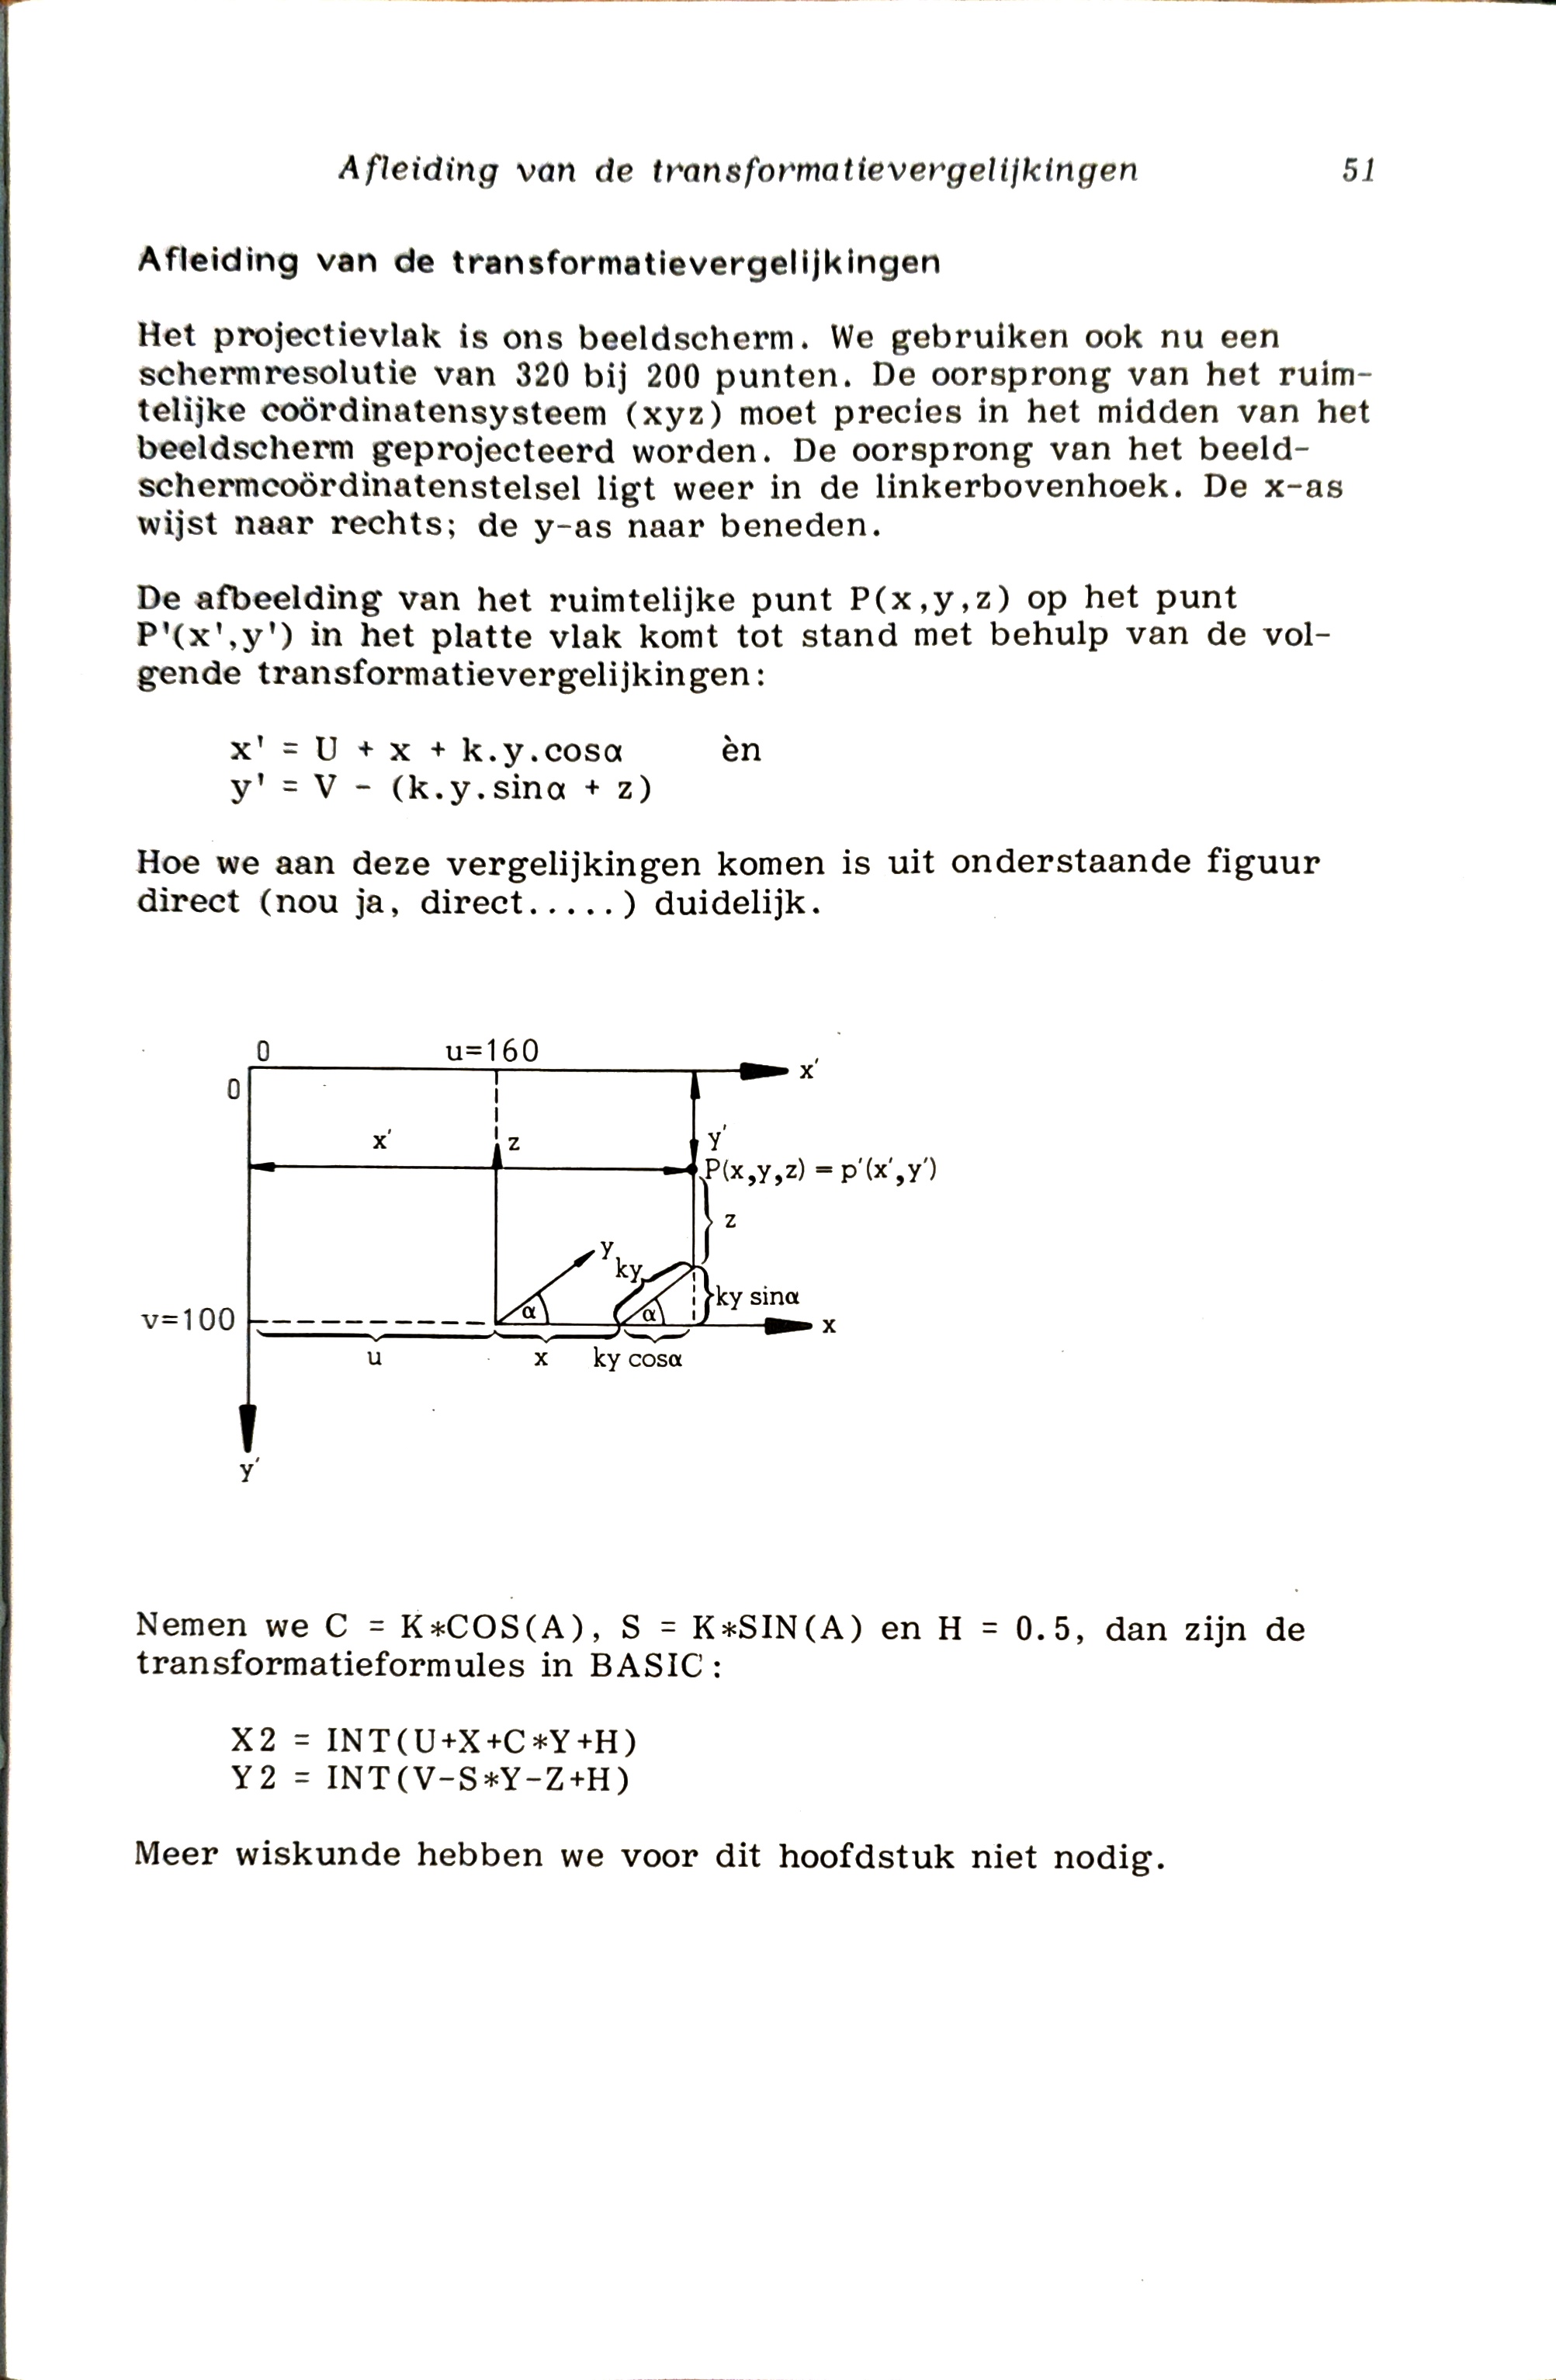 Afleiding van de transformatievergelijkingen 51
Afleiding van de transformatievergelijkingen
Het projectievlak is ons beeldscherm. We gebruiken ook nu een
schermresolutie van 320 bij 200 punten. De oorsprong van het ruim-
telijke coördinatensysteem (xyz) moet precies in het midden van het
beeldscherm geprojecteerd worden. De oorsprong van het beeld-
schermcoördinatenstelsel ligt weer in de linkerbovenhoek. De x-as
wijst naar rechts; de y-as naar beneden.
De afbeelding van het ruimtelijke punt P(x,y,z) op het punt
P'(x',y') in het platte vlak komt tot stand met behulp van de vol-
gende transformatievergelijkingen:
x' = U + x + k.y.cosα èn
y' = V - (k.y.sinα + z)
Hoe we aan deze vergelijkingen komen is uit onderstaande figuur
direct (nou ja, direct.....) duidelijk.
0 u=160
x'
0
x' z y'
P(x,y,z) = p'(x',y')
z
y
ky
ky sinα
α α
v=100 x
u x ky cosα
y'
Nemen we C = K*COS(A), S = K*SIN(A) en H = 0.5, dan zijn de
transformatieformules in BASIC:
X2 = INT(U+X+C*Y+H)
Y2 = INT(V-S*Y-Z+H)
Meer wiskunde hebben we voor dit hoofdstuk niet nodig.